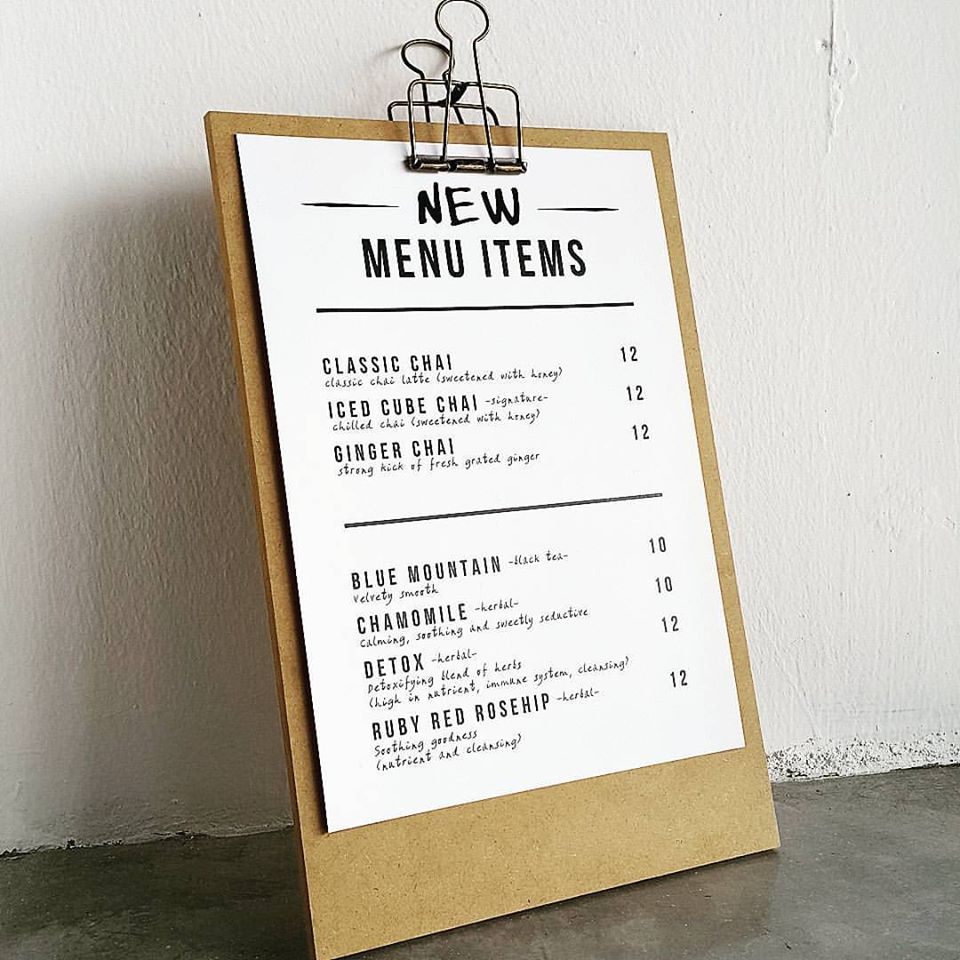 NEW
MENU ITEMS
CLASSIC CHAI 12
classic chai latte (sweetened with honey)
ICED CUBE CHAI -signature- 12
chilled chai (sweetened with honey)
GINGER CHAI 12
strong kick of fresh grated ginger
BLUE MOUNTAIN -black tea- 10
velvety smooth
CHAMOMILE -herbal- 10
Calming, soothing and sweetly seductive
DETOX -herbal- 12
Detoxifying blend of herbs
(high in nutrient, immune system, cleansing)
RUBY RED ROSEHIP -herbal- 12
Soothing goodness
(nutrient and cleansing)